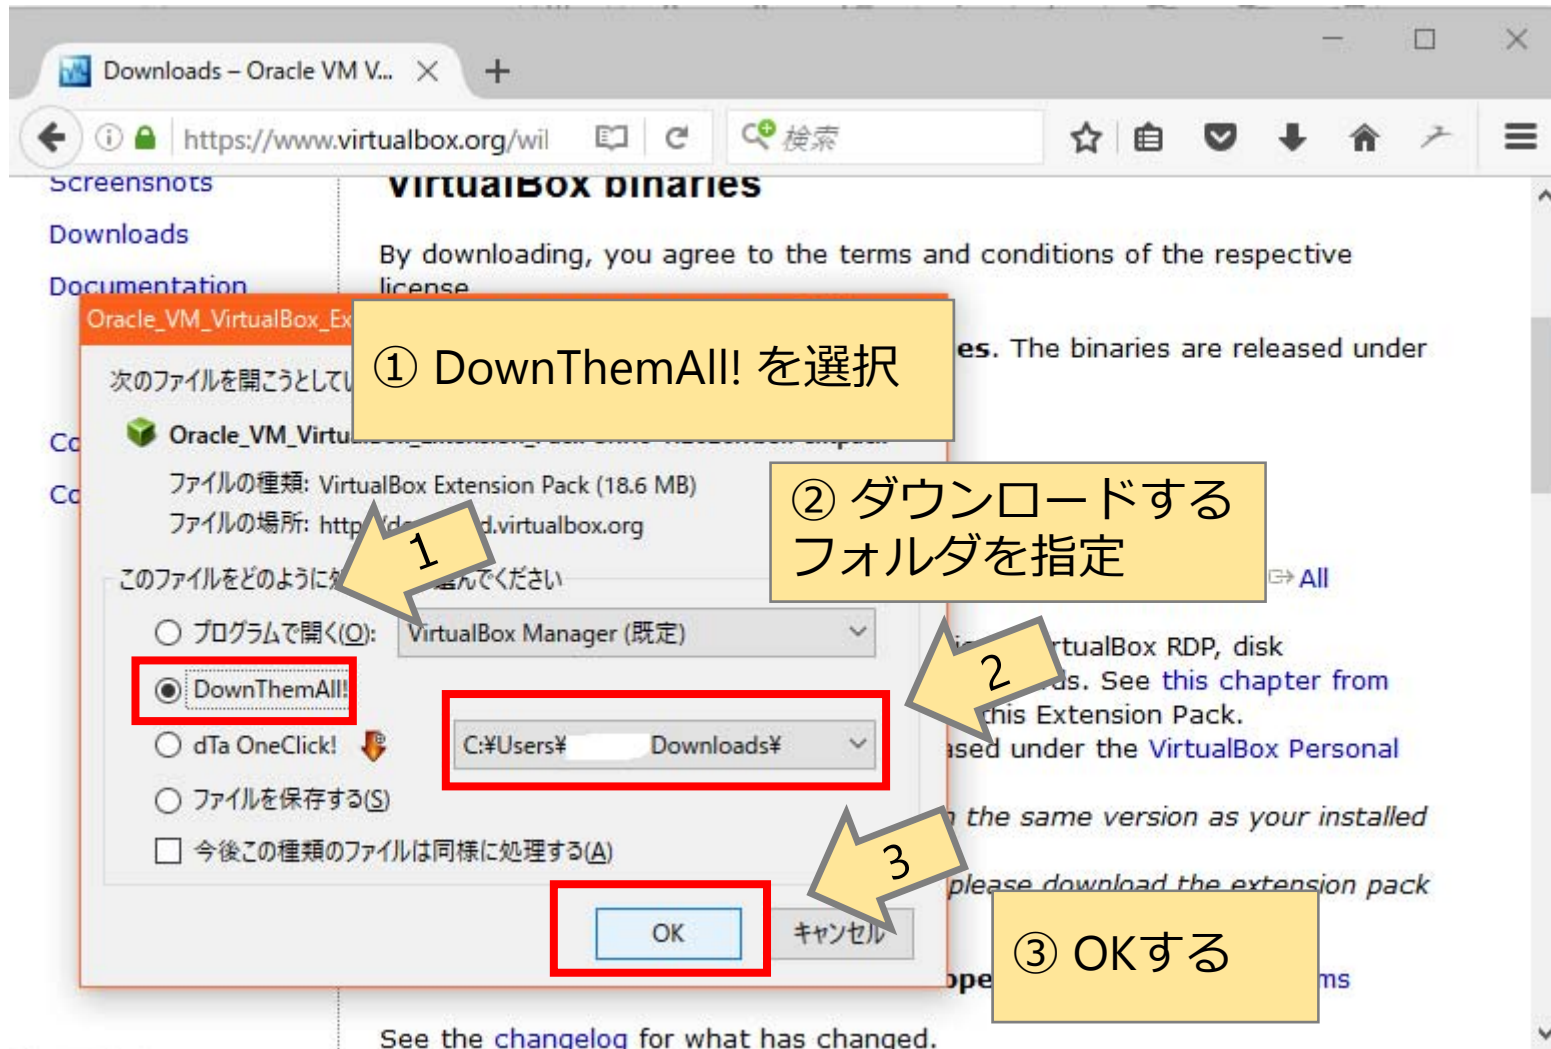 Downloads – Oracle VM V...
https://www.virtualbox.org/wil
検索
Screenshots
Downloads
Documentation
VirtualBox binaries
By downloading, you agree to the terms and conditions of the respective
license
es. The binaries are released under
Oracle_VM_VirtualBox_Ex
① DownThemAll! を選択
次のファイルを開こうとして
Oracle_VM_Virtu
ファイルの種類: VirtualBox Extension Pack (18.6 MB)
ファイルの場所: http d.virtualbox.org
② ダウンロードする
フォルダを指定
1
このファイルをどのように 選んでください
All
プログラムで開く(O): VirtualBox Manager (既定)
DownThemAll!
dTa OneClick!
C:¥Users¥ Downloads¥
ファイルを保存する(S)
今後この種類のファイルは同様に処理する(A)
2
rtualBox RDP, disk
ds. See this chapter from
this Extension Pack.
ased under the VirtualBox Personal
the same version as your installed
3
please download the extension pack
OK
キャンセル
③ OKする
ope
ms
See the changelog for what has changed.